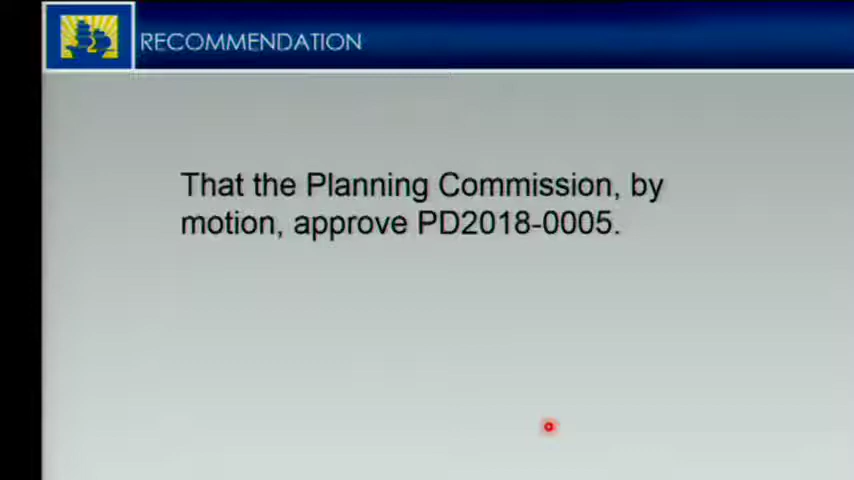 RECOMMENDATION
That the Planning Commission, by
motion, approve PD2018-0005.